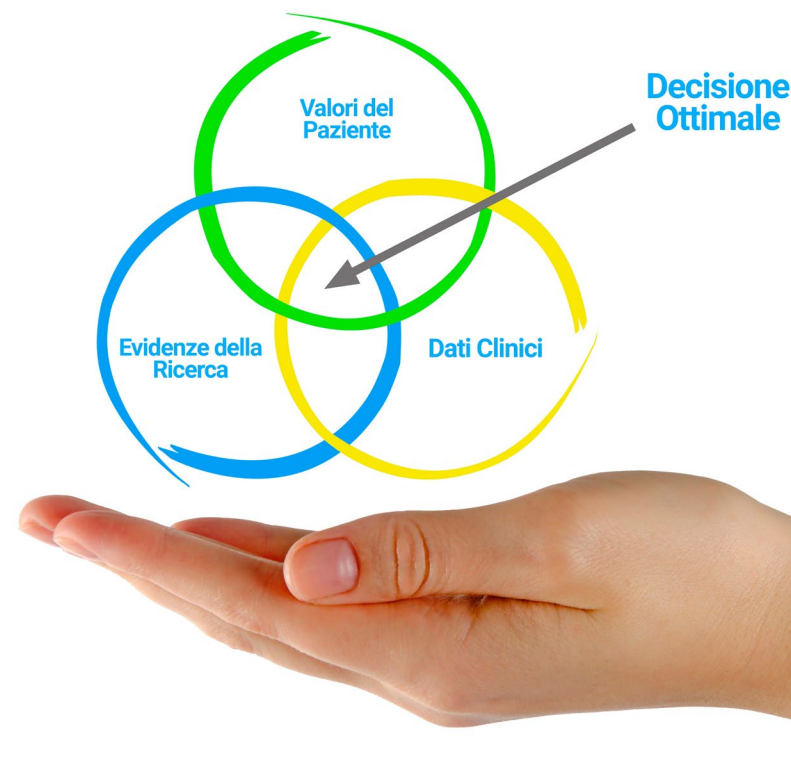 Decisione
Ottimale
Valori del
Paziente
Evidenze della
Ricerca
Dati Clinici